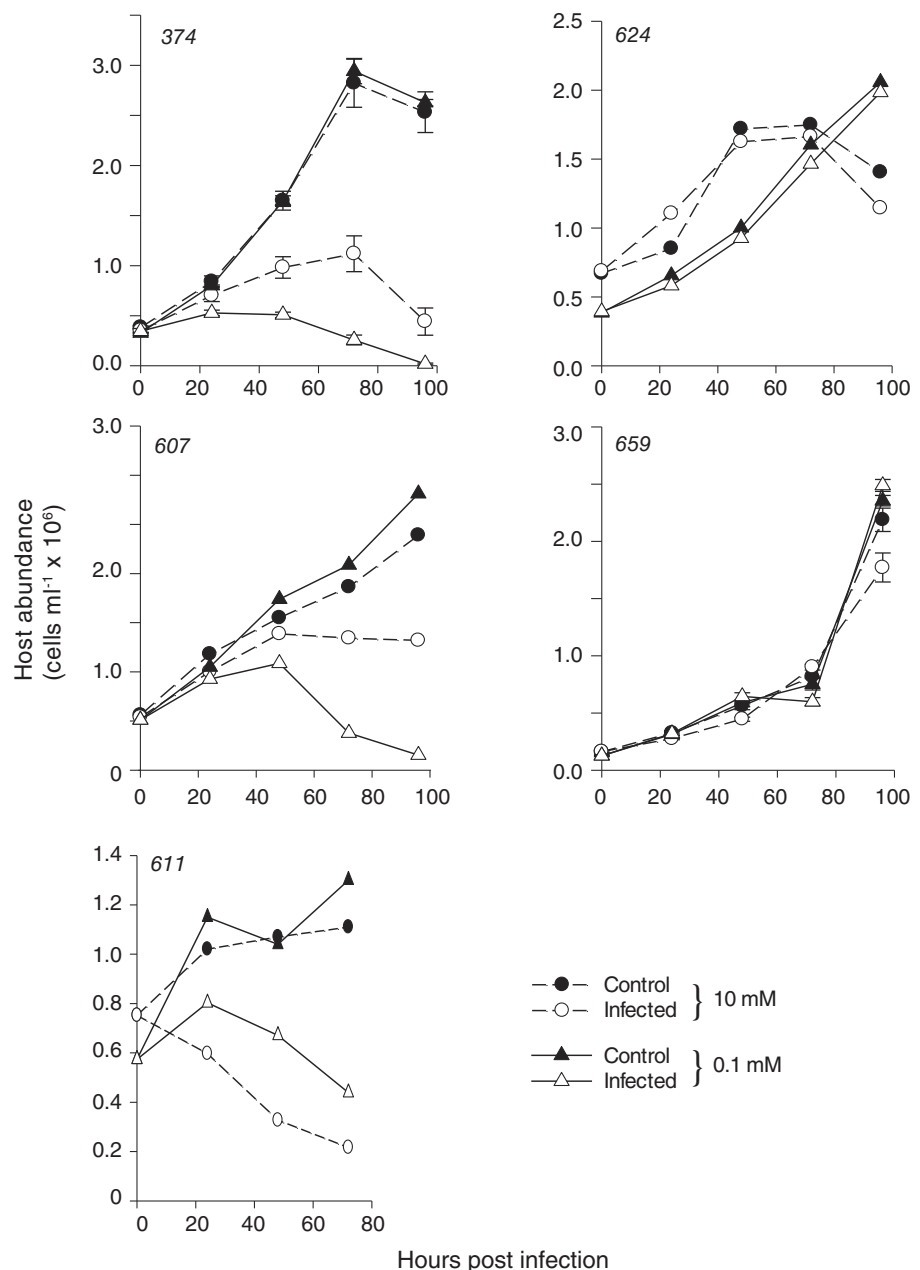 374
3.0
2.0
1.0
0.0
0 20 40 60 80 100
624
2.5
2.0
1.5
1.0
0.5
0.0
0 20 40 60 80 100
607
3.0
2.0
1.0
0
0 20 40 60 80 100
659
3.0
2.0
1.0
0.0
0 20 40 60 80 100
Host abundance
(cells ml⁻¹ x 10⁶)
611
1.4
1.2
1.0
0.8
0.6
0.4
0.2
0
0 20 40 60 80
Control
Infected } 10 mM
Control
Infected } 0.1 mM
Hours post infection